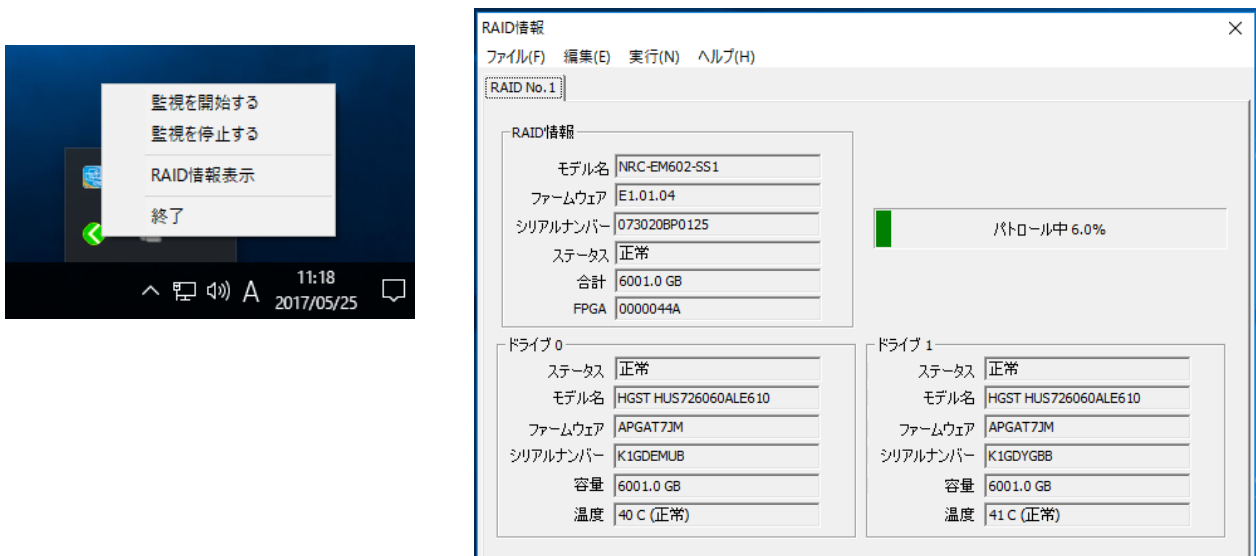 監視を開始する
監視を停止する
RAID情報表示
終了
A
11:18
2017/05/25
RAID情報
ファイル(F) 編集(E) 実行(N) ヘルプ(H)
RAID No.1
RAID情報
モデル名 NRC-EM602-SS1
ファームウェア E1.01.04
シリアルナンバー 073020BP0125
ステータス 正常
合計 6001.0 GB
FPGA 0000044A
パトロール中 6.0%
ドライブ 0
ステータス 正常
モデル名 HGST HUS726060ALE610
ファームウェア APGAT7JM
シリアルナンバー K1GDEMUB
容量 6001.0 GB
温度 40 C (正常)
ドライブ 1
ステータス 正常
モデル名 HGST HUS726060ALE610
ファームウェア APGAT7JM
シリアルナンバー K1GDYGBB
容量 6001.0 GB
温度 41 C (正常)